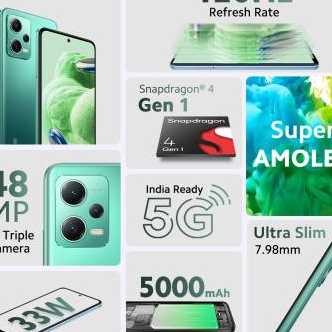 Refresh Rate
Snapdragon® 4
Gen 1
Snapdragon
4
Gen 1
Super
AMOLE
48
MP
Triple
India Ready
5G
Ultra Slim
7.98mm
5000mAh
33W